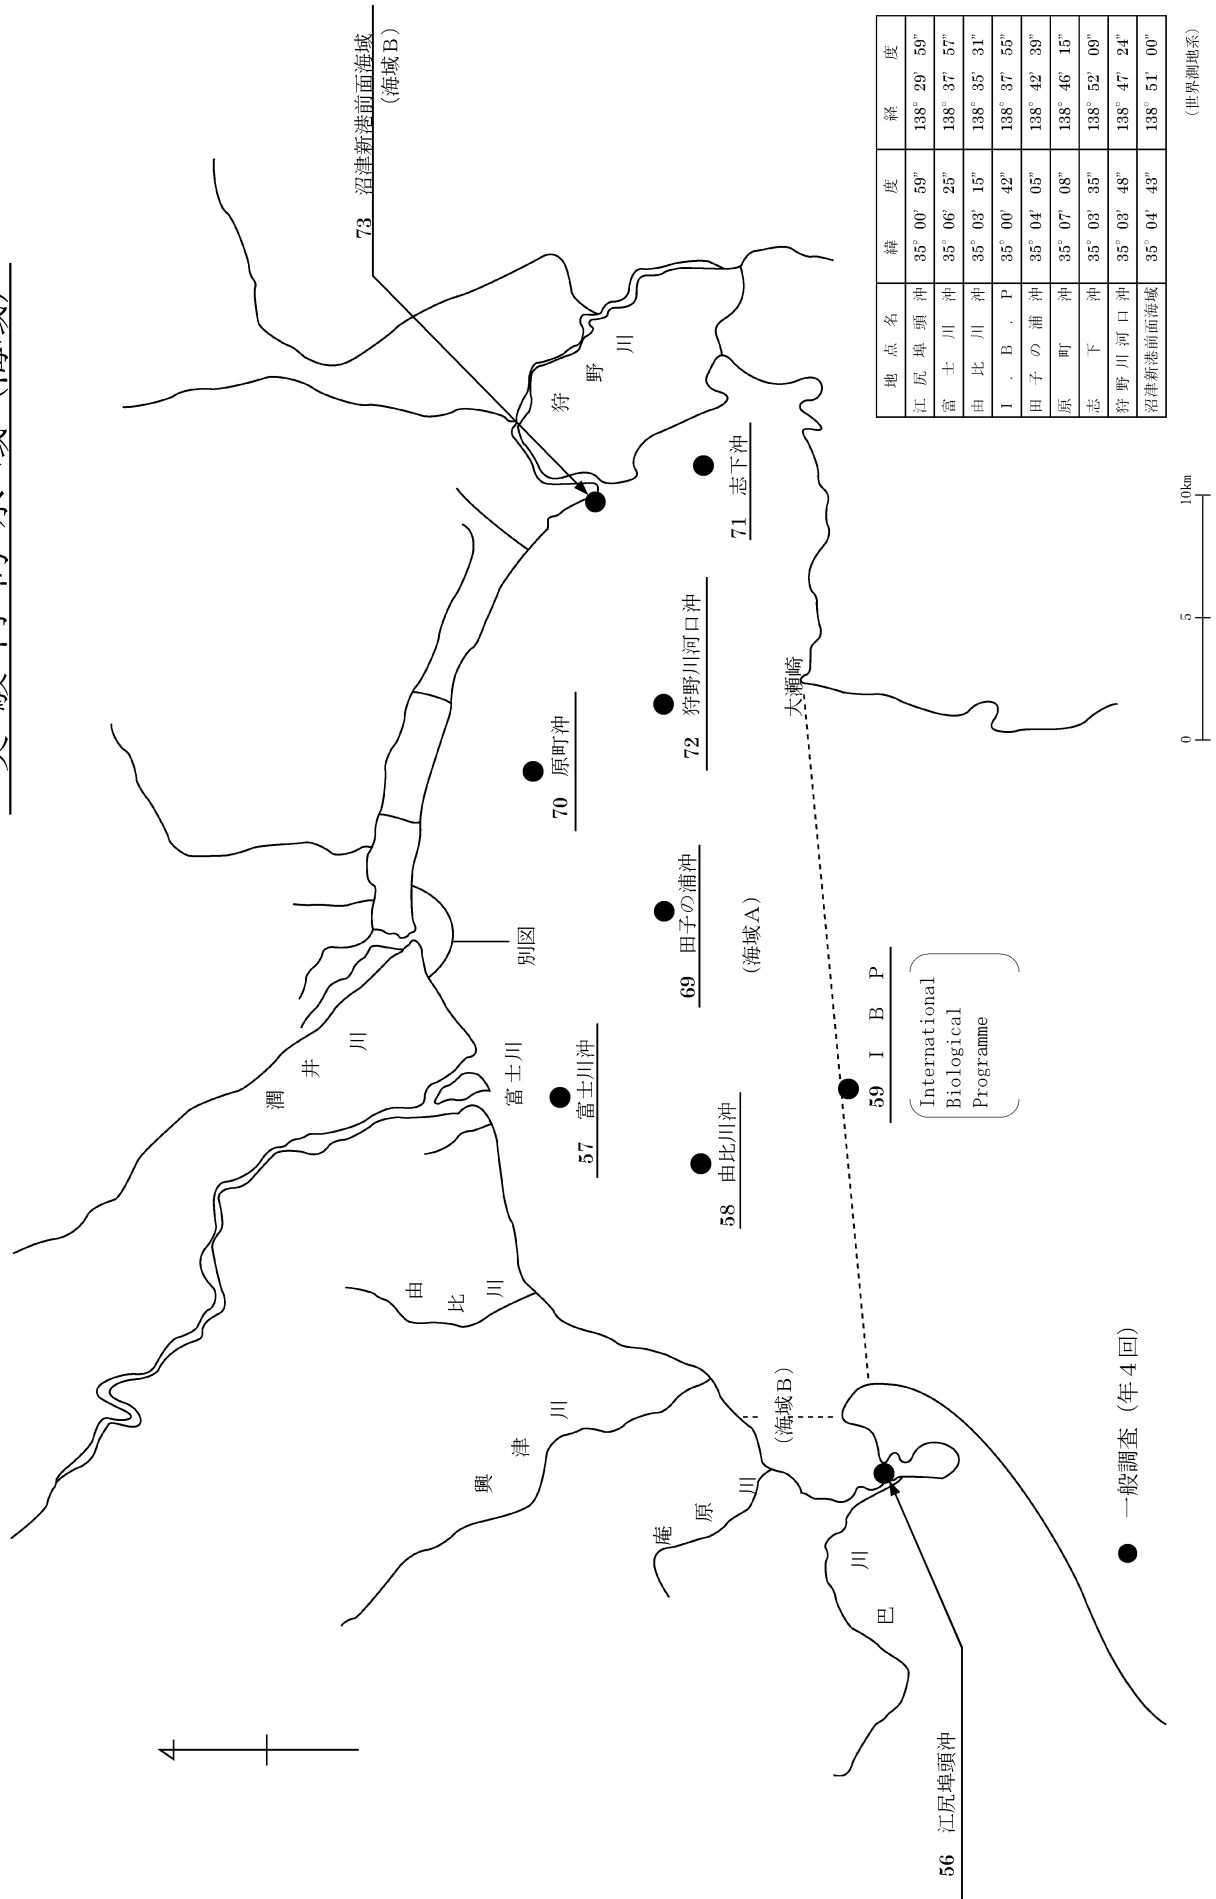 73 沼津新港前面海域
(海域B)
狩野川
71 志下沖
72 狩野川河口沖
大瀬崎
70 原町沖
69 田子の浦沖
(海域A)
別図
潤井川
富士川
57 富士川沖
58 由比川沖
59 I B P
International
Biological
Programme
由比川
興津川
庵原川
(海域B)
巴川
56 江尻埠頭沖
● 一般調査 (年4回)
0 5 10km
地点名 緯度 経度
江尻埠頭沖 35° 00′ 59″ 138° 29′ 59″
富士川沖 35° 06′ 25″ 138° 37′ 57″
由比川沖 35° 03′ 15″ 138° 35′ 31″
I.B.P 35° 00′ 42″ 138° 37′ 55″
田子の浦沖 35° 04′ 05″ 138° 42′ 39″
原町沖 35° 07′ 08″ 138° 46′ 15″
志下沖 35° 03′ 35″ 138° 52′ 09″
狩野川河口沖 35° 03′ 48″ 138° 47′ 24″
沼津新港前面海域 35° 04′ 43″ 138° 51′ 00″
(世界測地系)